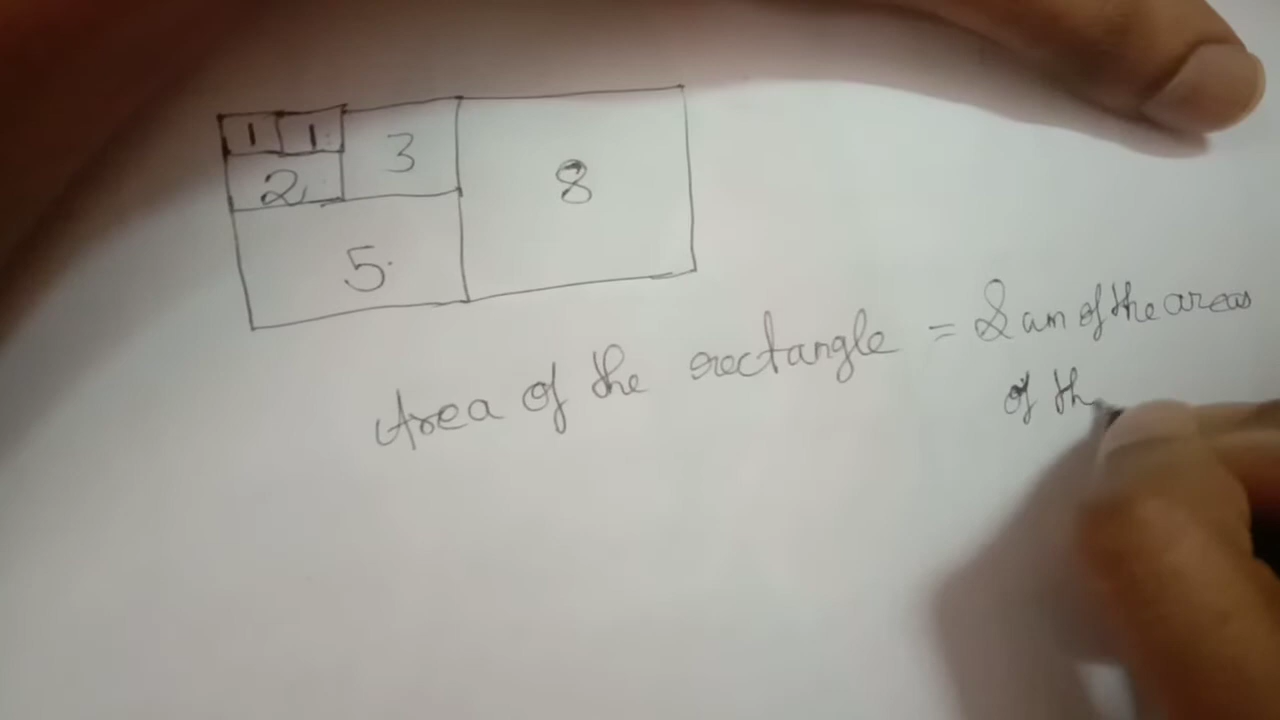 1 1 3 8
2
5
Area of the rectangle = Sum of the areas
of th